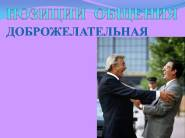 ПОЗИЦИИ ОБЩЕНИЯ
ДОБРОЖЕЛАТЕЛЬНАЯ